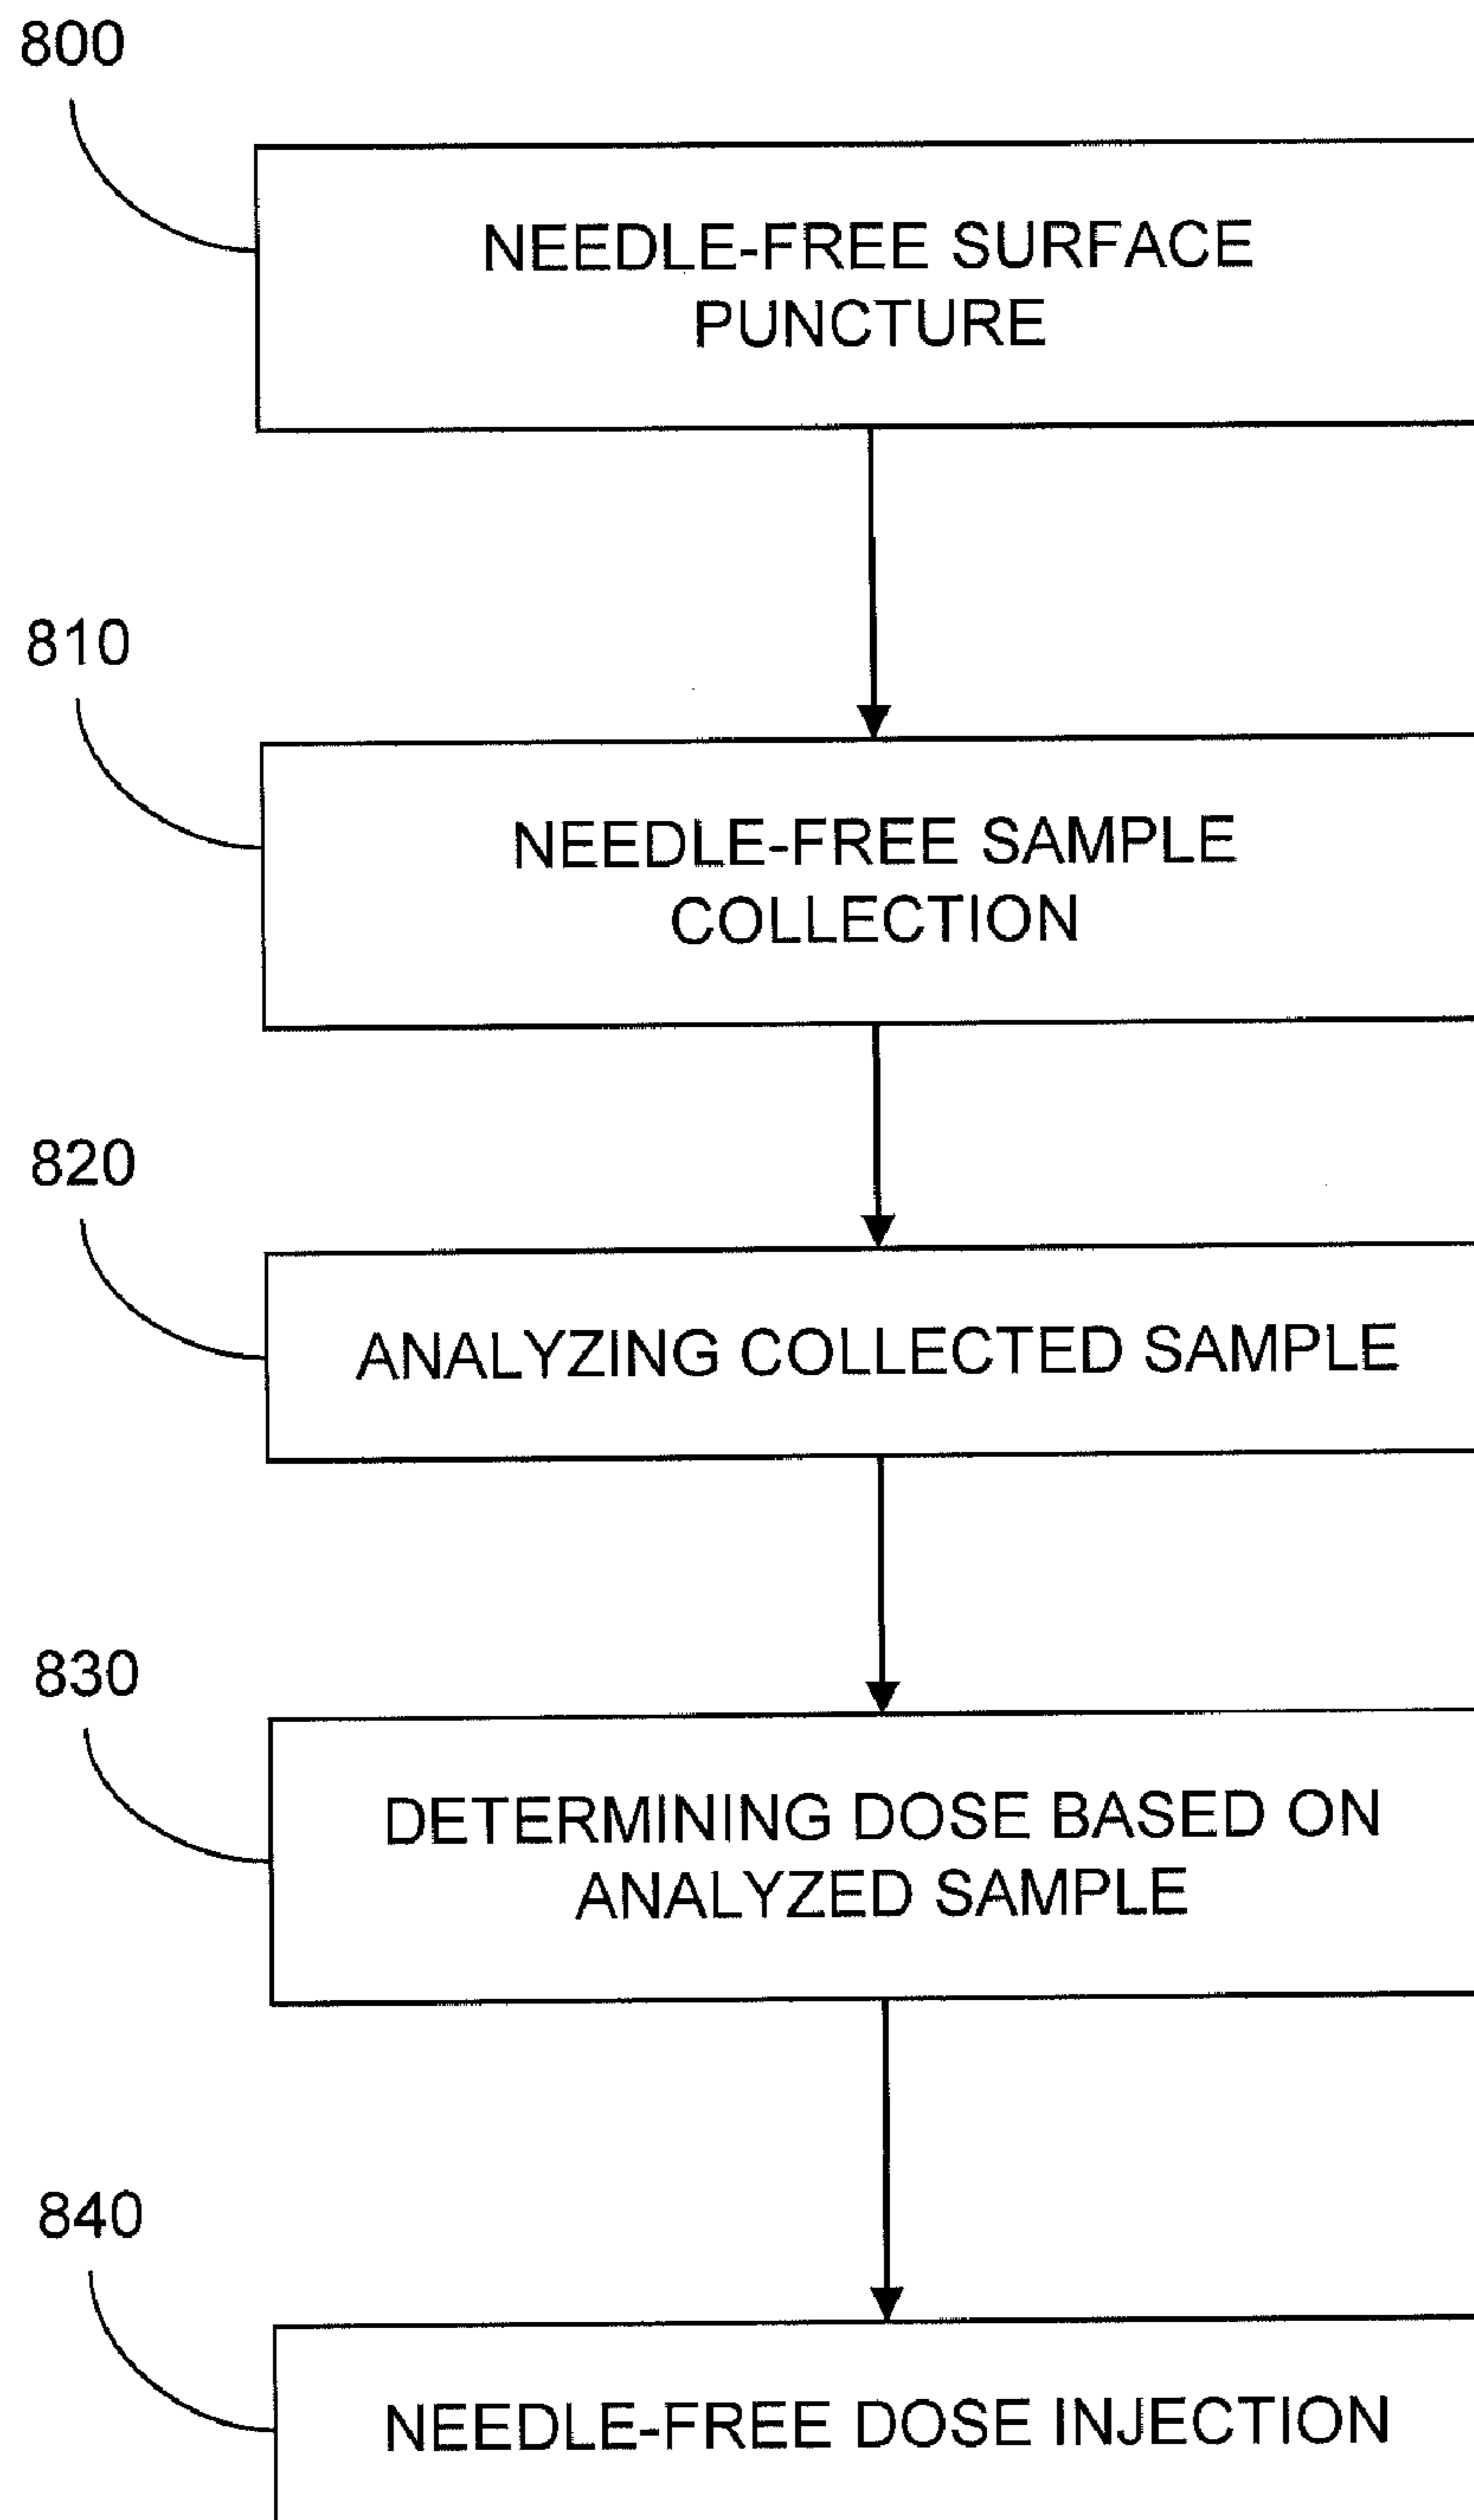 800
NEEDLE-FREE SURFACE
PUNCTURE
810
NEEDLE-FREE SAMPLE
COLLECTION
820
ANALYZING COLLECTED SAMPLE
830
DETERMINING DOSE BASED ON
ANALYZED SAMPLE
840
NEEDLE-FREE DOSE INJECTION